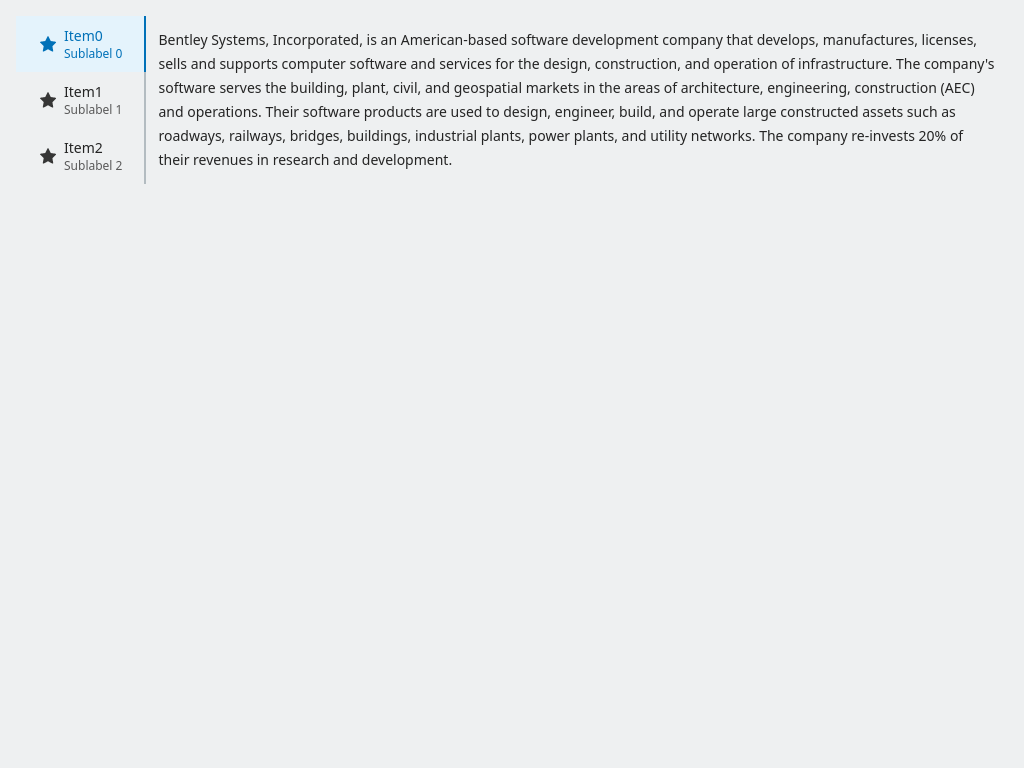 Item0
Sublabel 0
Item1
Sublabel 1
Item2
Sublabel 2
Bentley Systems, Incorporated, is an American-based software development company that develops, manufactures, licenses,
sells and supports computer software and services for the design, construction, and operation of infrastructure. The company's
software serves the building, plant, civil, and geospatial markets in the areas of architecture, engineering, construction (AEC)
and operations. Their software products are used to design, engineer, build, and operate large constructed assets such as
roadways, railways, bridges, buildings, industrial plants, power plants, and utility networks. The company re-invests 20% of
their revenues in research and development.